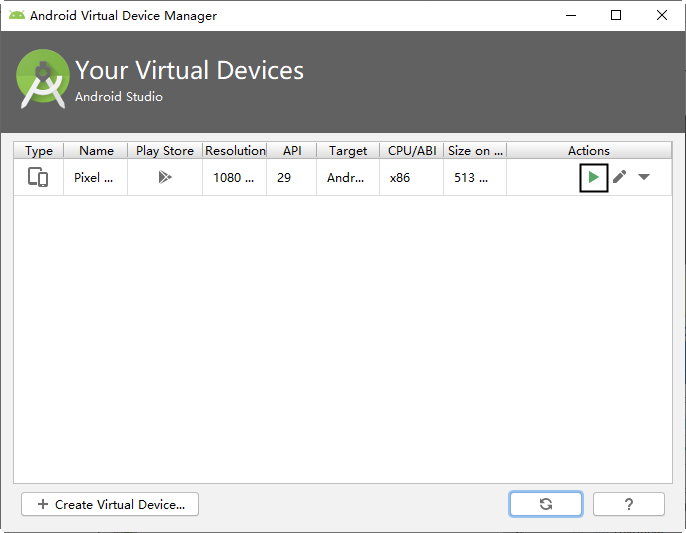 Android Virtual Device Manager
Your Virtual Devices
Android Studio
Type Name Play Store Resolution API Target CPU/ABI Size on ... Actions
Pixel ... 1080 ... 29 Andr... x86 513 ...
+ Create Virtual Device...
?